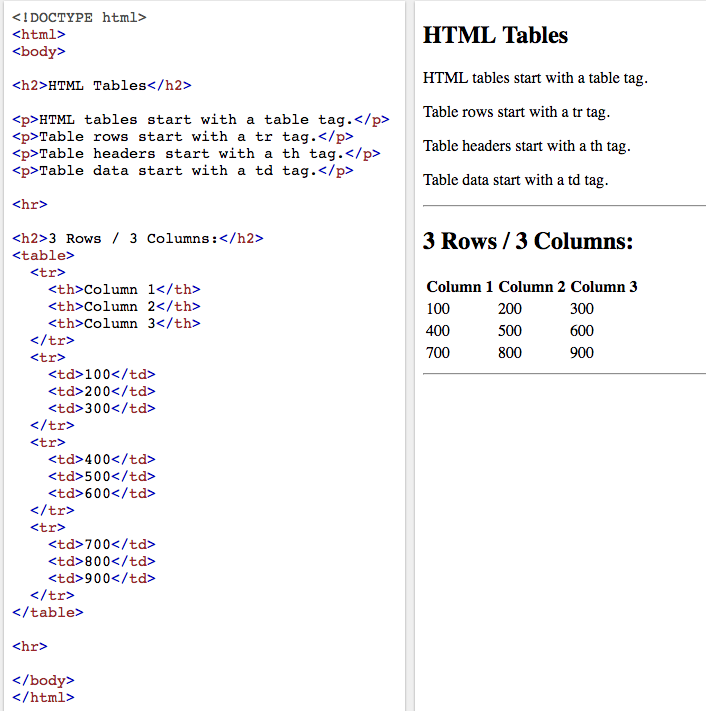 <!DOCTYPE html>
<html>
<body>

<h2>HTML Tables</h2>

<p>HTML tables start with a table tag.</p>
<p>Table rows start with a tr tag.</p>
<p>Table headers start with a th tag.</p>
<p>Table data start with a td tag.</p>

<hr>

<h2>3 Rows / 3 Columns:</h2>
<table>
  <tr>
    <th>Column 1</th>
    <th>Column 2</th>
    <th>Column 3</th>
  </tr>
  <tr>
    <td>100</td>
    <td>200</td>
    <td>300</td>
  </tr>
  <tr>
    <td>400</td>
    <td>500</td>
    <td>600</td>
  </tr>
  <tr>
    <td>700</td>
    <td>800</td>
    <td>900</td>
  </tr>
</table>

<hr>

</body>
</html>
HTML Tables
HTML tables start with a table tag.
Table rows start with a tr tag.
Table headers start with a th tag.
Table data start with a td tag.
3 Rows / 3 Columns:
Column 1 Column 2 Column 3
100 200 300
400 500 600
700 800 900